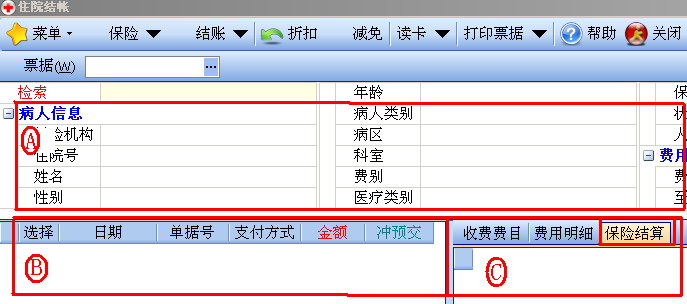 住院结帐
菜单 保险 结账 折扣 减免 读卡 打印票据 帮助 关闭
票据(W) ...
检索 年龄 保
病人信息 病人类别 状
A 险机构 病区 人
住院号 科室 费用
姓名 费别 费
性别 医疗类别 至
选择 日期 单据号 支付方式 金额 冲预交 收费费目 费用明细 保险结算
B C